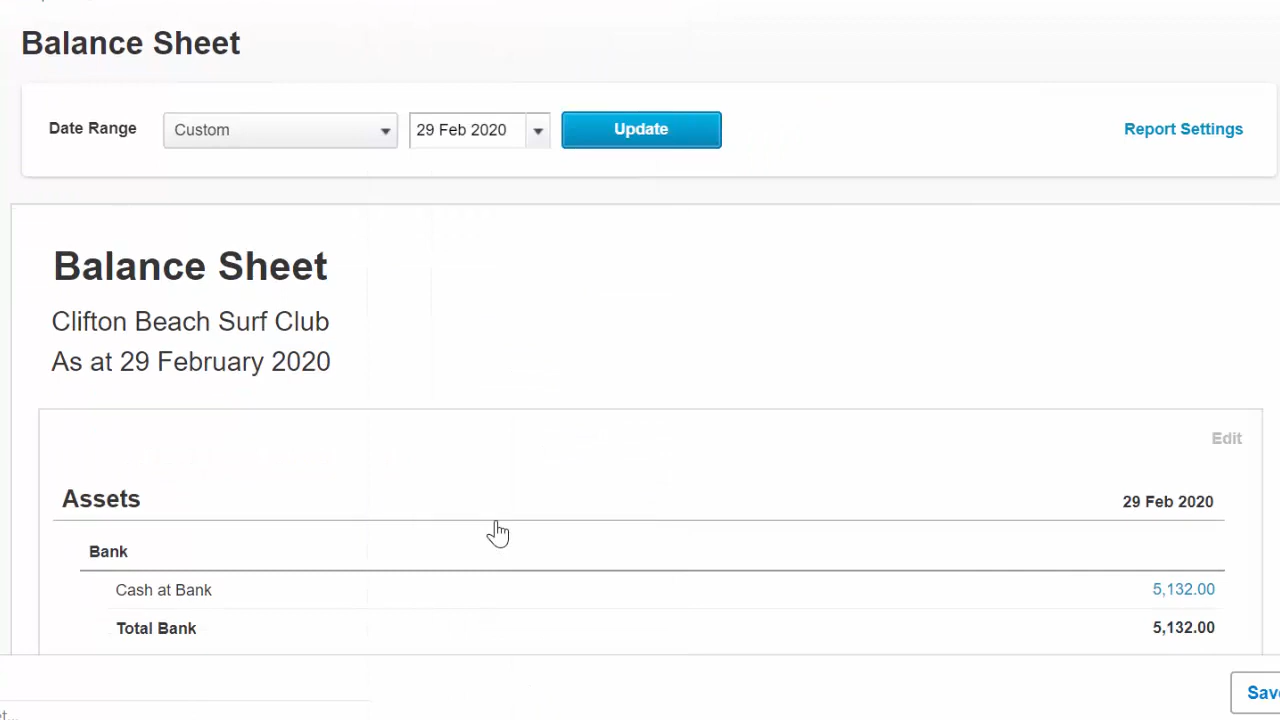 Balance Sheet
Date Range Custom 29 Feb 2020 Update Report Settings
Balance Sheet
Clifton Beach Surf Club
As at 29 February 2020
Edit
Assets 29 Feb 2020
Bank
Cash at Bank 5,132.00
Total Bank 5,132.00